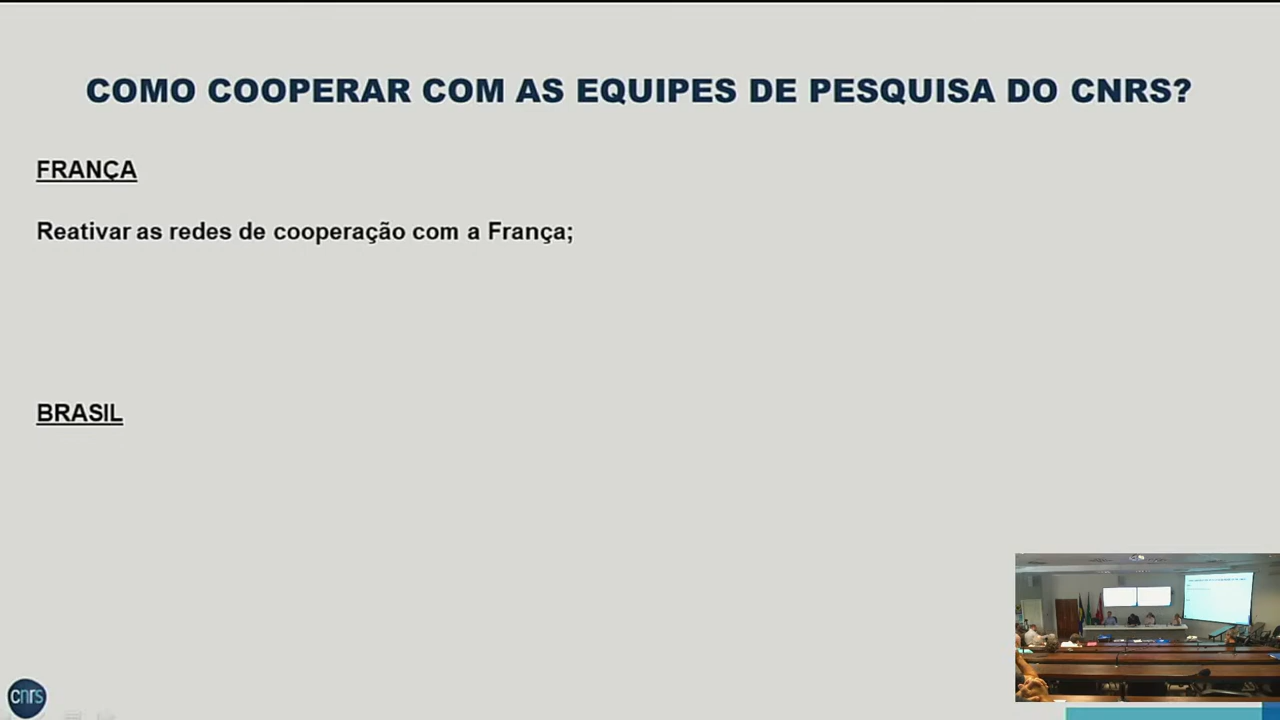 COMO COOPERAR COM AS EQUIPES DE PESQUISA DO CNRS?
FRANÇA
Reativar as redes de cooperação com a França;
BRASIL
cnrs